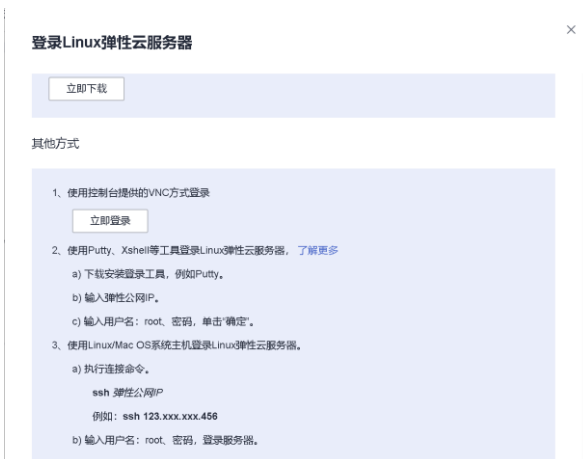 登录Linux弹性云服务器
立即下载
其他方式
1、使用控制台提供的VNC方式登录
立即登录
2、使用Putty、Xshell等工具登录Linux弹性云服务器， 了解更多
a) 下载安装登录工具，例如Putty。
b) 输入弹性公网IP。
c) 输入用户名：root、密码，单击“确定”。
3、使用Linux/Mac OS系统主机登录Linux弹性云服务器。
a) 执行连接命令。
ssh 弹性公网IP
例如：ssh 123.xxx.xxx.456
b) 输入用户名：root、密码，登录服务器。